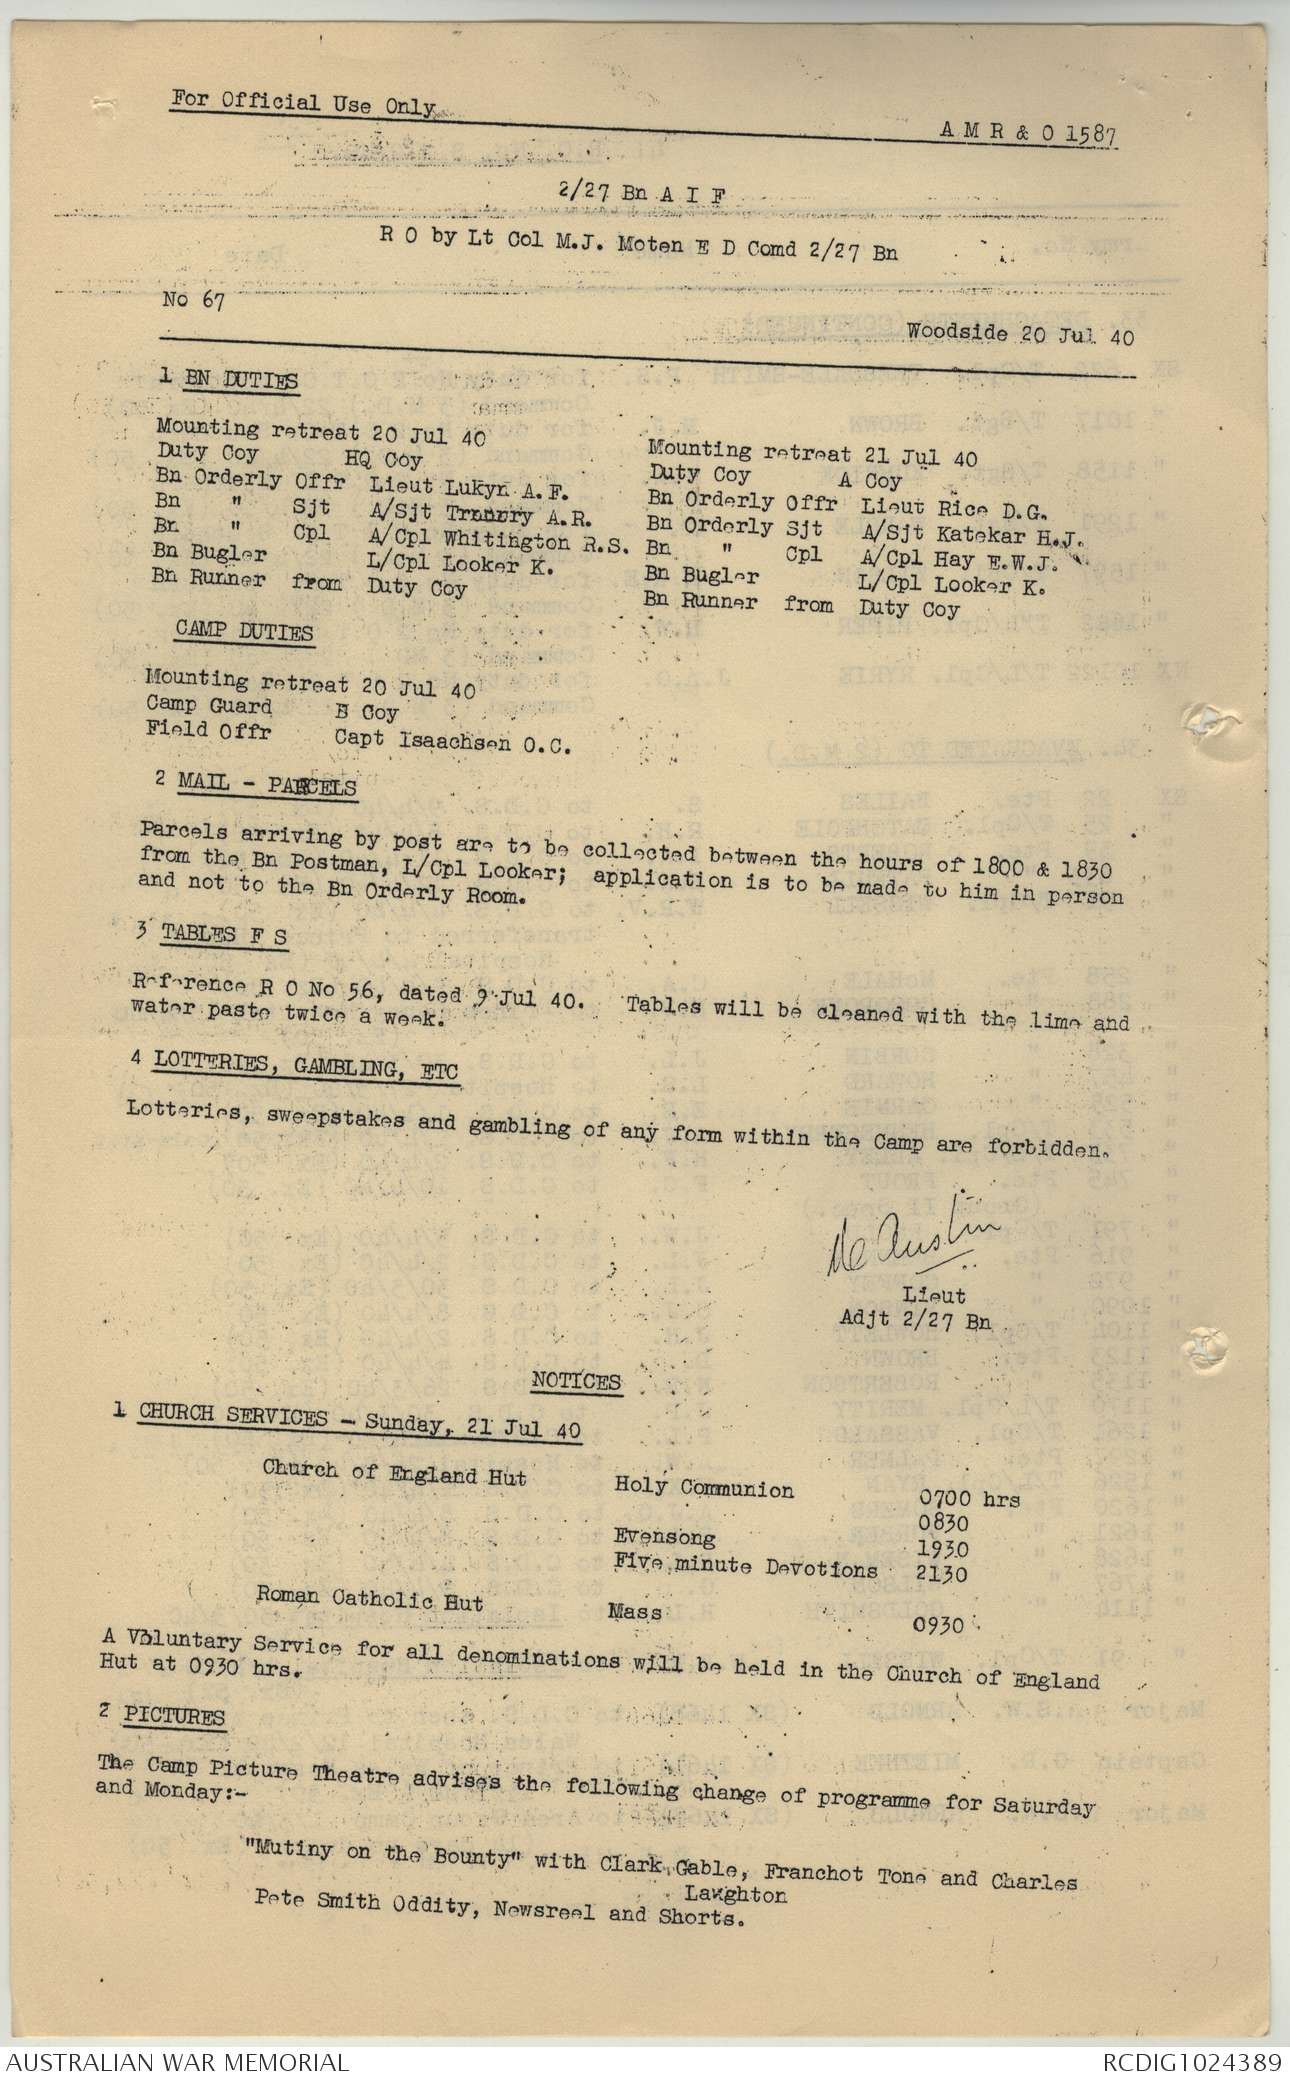 For Official Use Only
A M R & O 1587
2/27 Bn A I F
R O by Lt Col M.J. Moten E D Comd 2/27 Bn
No 67
Woodside 20 Jul 40
1 BN DUTIES
Mounting retreat 20 Jul 40
Duty Coy HQ Coy
Bn Orderly Offr Lieut Lukyn A.F.
Bn " Sjt A/Sjt A.R.
Bn " Cpl A/Cpl Whitington R.S.
Bn Bugler L/Cpl Looker K.
Bn Runner from Duty Coy
Mounting retreat 21 Jul 40
Duty Coy A Coy
Bn Orderly Offr Lieut Rice D.G.
Bn Orderly Sjt A/Sjt Katekar H.J.
Bn " Cpl A/Cpl Hay E.W.J.
Bn Bugler L/Cpl Looker K.
Bn Runner from Duty Coy
CAMP DUTIES
Mounting retreat 20 Jul 40
Camp Guard B Coy
Field Offr Capt Isaachsen O.C.
2 MAIL - PARCELS
Parcels arriving by post are to be collected between the hours of 1800 & 1830
from the Bn Postman, L/Cpl Looker; application is to be made to him in person
and not to the Bn Orderly Room.
3 TABLES F S
Reference R O No 56, dated 9 Jul 40. Tables will be cleaned with the lime and
water paste twice a week.
4 LOTTERIES, GAMBLING, ETC
Lotteries, sweepstakes and gambling of any form within the Camp are forbidden.
Austin
Lieut
Adjt 2/27 Bn
NOTICES
1 CHURCH SERVICES - Sunday, 21 Jul 40
Church of England Hut Holy Communion 0700 hrs
0830
Evensong 1930
Five minute Devotions 2130
Roman Catholic Hut Mass 0930
A Voluntary Service for all denominations will be held in the Church of England
Hut at 0930 hrs.
2 PICTURES
The Camp Picture Theatre advises the following change of programme for Saturday
and Monday:-
"Mutiny on the Bounty" with Clark Gable, Franchot Tone and Charles
Laughton
Pete Smith Oddity, Newsreel and Shorts.
AUSTRALIAN WAR MEMORIAL
RCDIG1024389